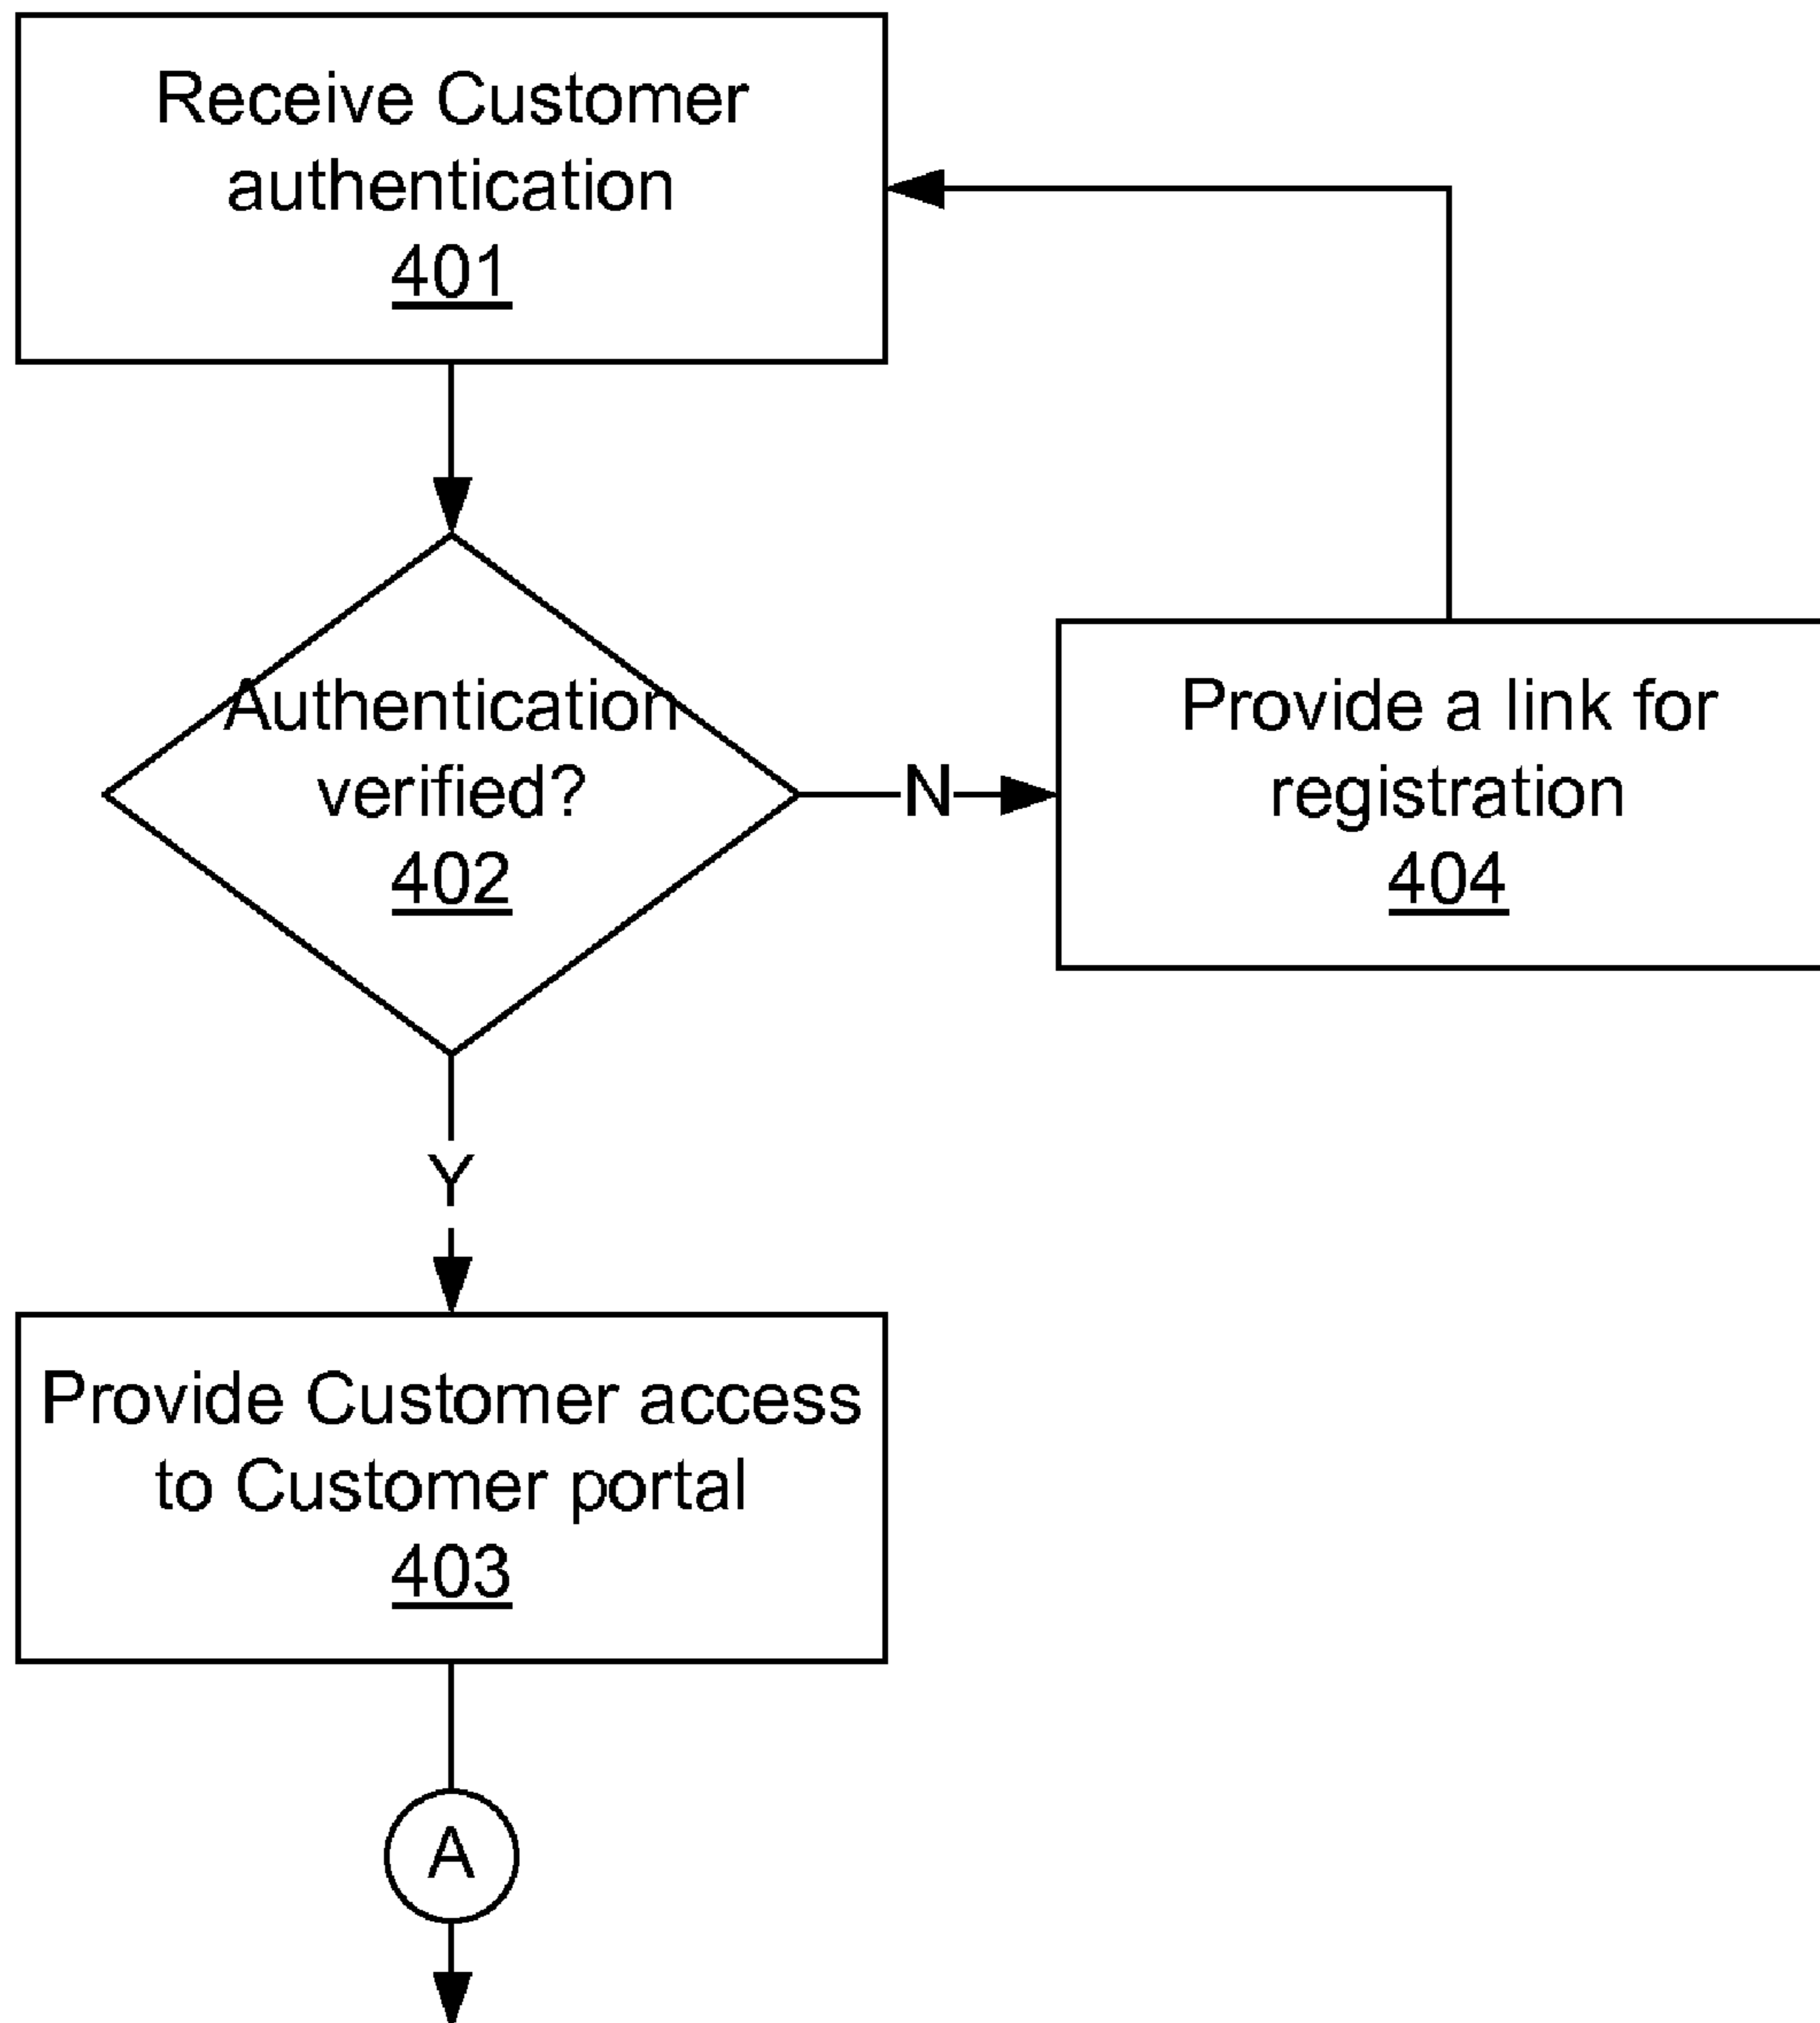 Receive Customer
authentication
401
Authentication
verified?
402
N
Provide a link for
registration
404
Y
Provide Customer access
to Customer portal
403
A